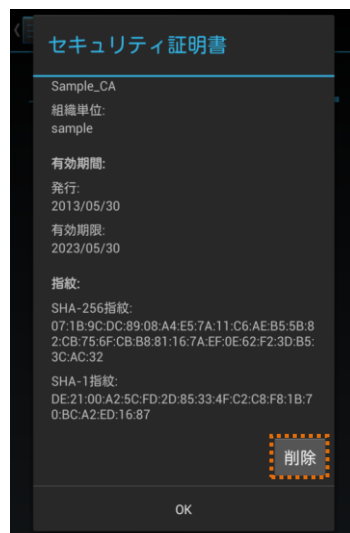 セキュリティ証明書
Sample_CA
組織単位:
sample
有効期間:
発行:
2013/05/30
有効期限:
2023/05/30
指紋:
SHA-256指紋:
07:1B:9C:DC:89:08:A4:E5:7A:11:C6:AE:B5:5B:8
2:CB:75:6F:CB:B8:81:16:7A:EF:0E:62:F2:3D:B5:
3C:AC:32
SHA-1指紋:
DE:21:00:A2:5C:FD:2D:85:33:4F:C2:C8:F8:1B:7
0:BC:A2:ED:16:87
削除
OK